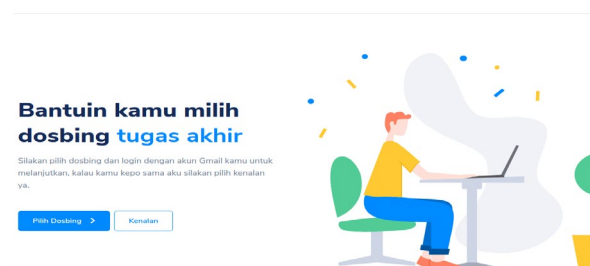 Bantuin kamu milih
dosbing tugas akhir
Silakan pilih dosbing dan login dengan akun Gmail kamu untuk
melanjutkan, kalau kamu kepo sama aku silakan pilih kenalan
ya.
Pilih Dosbing >
Kenalan